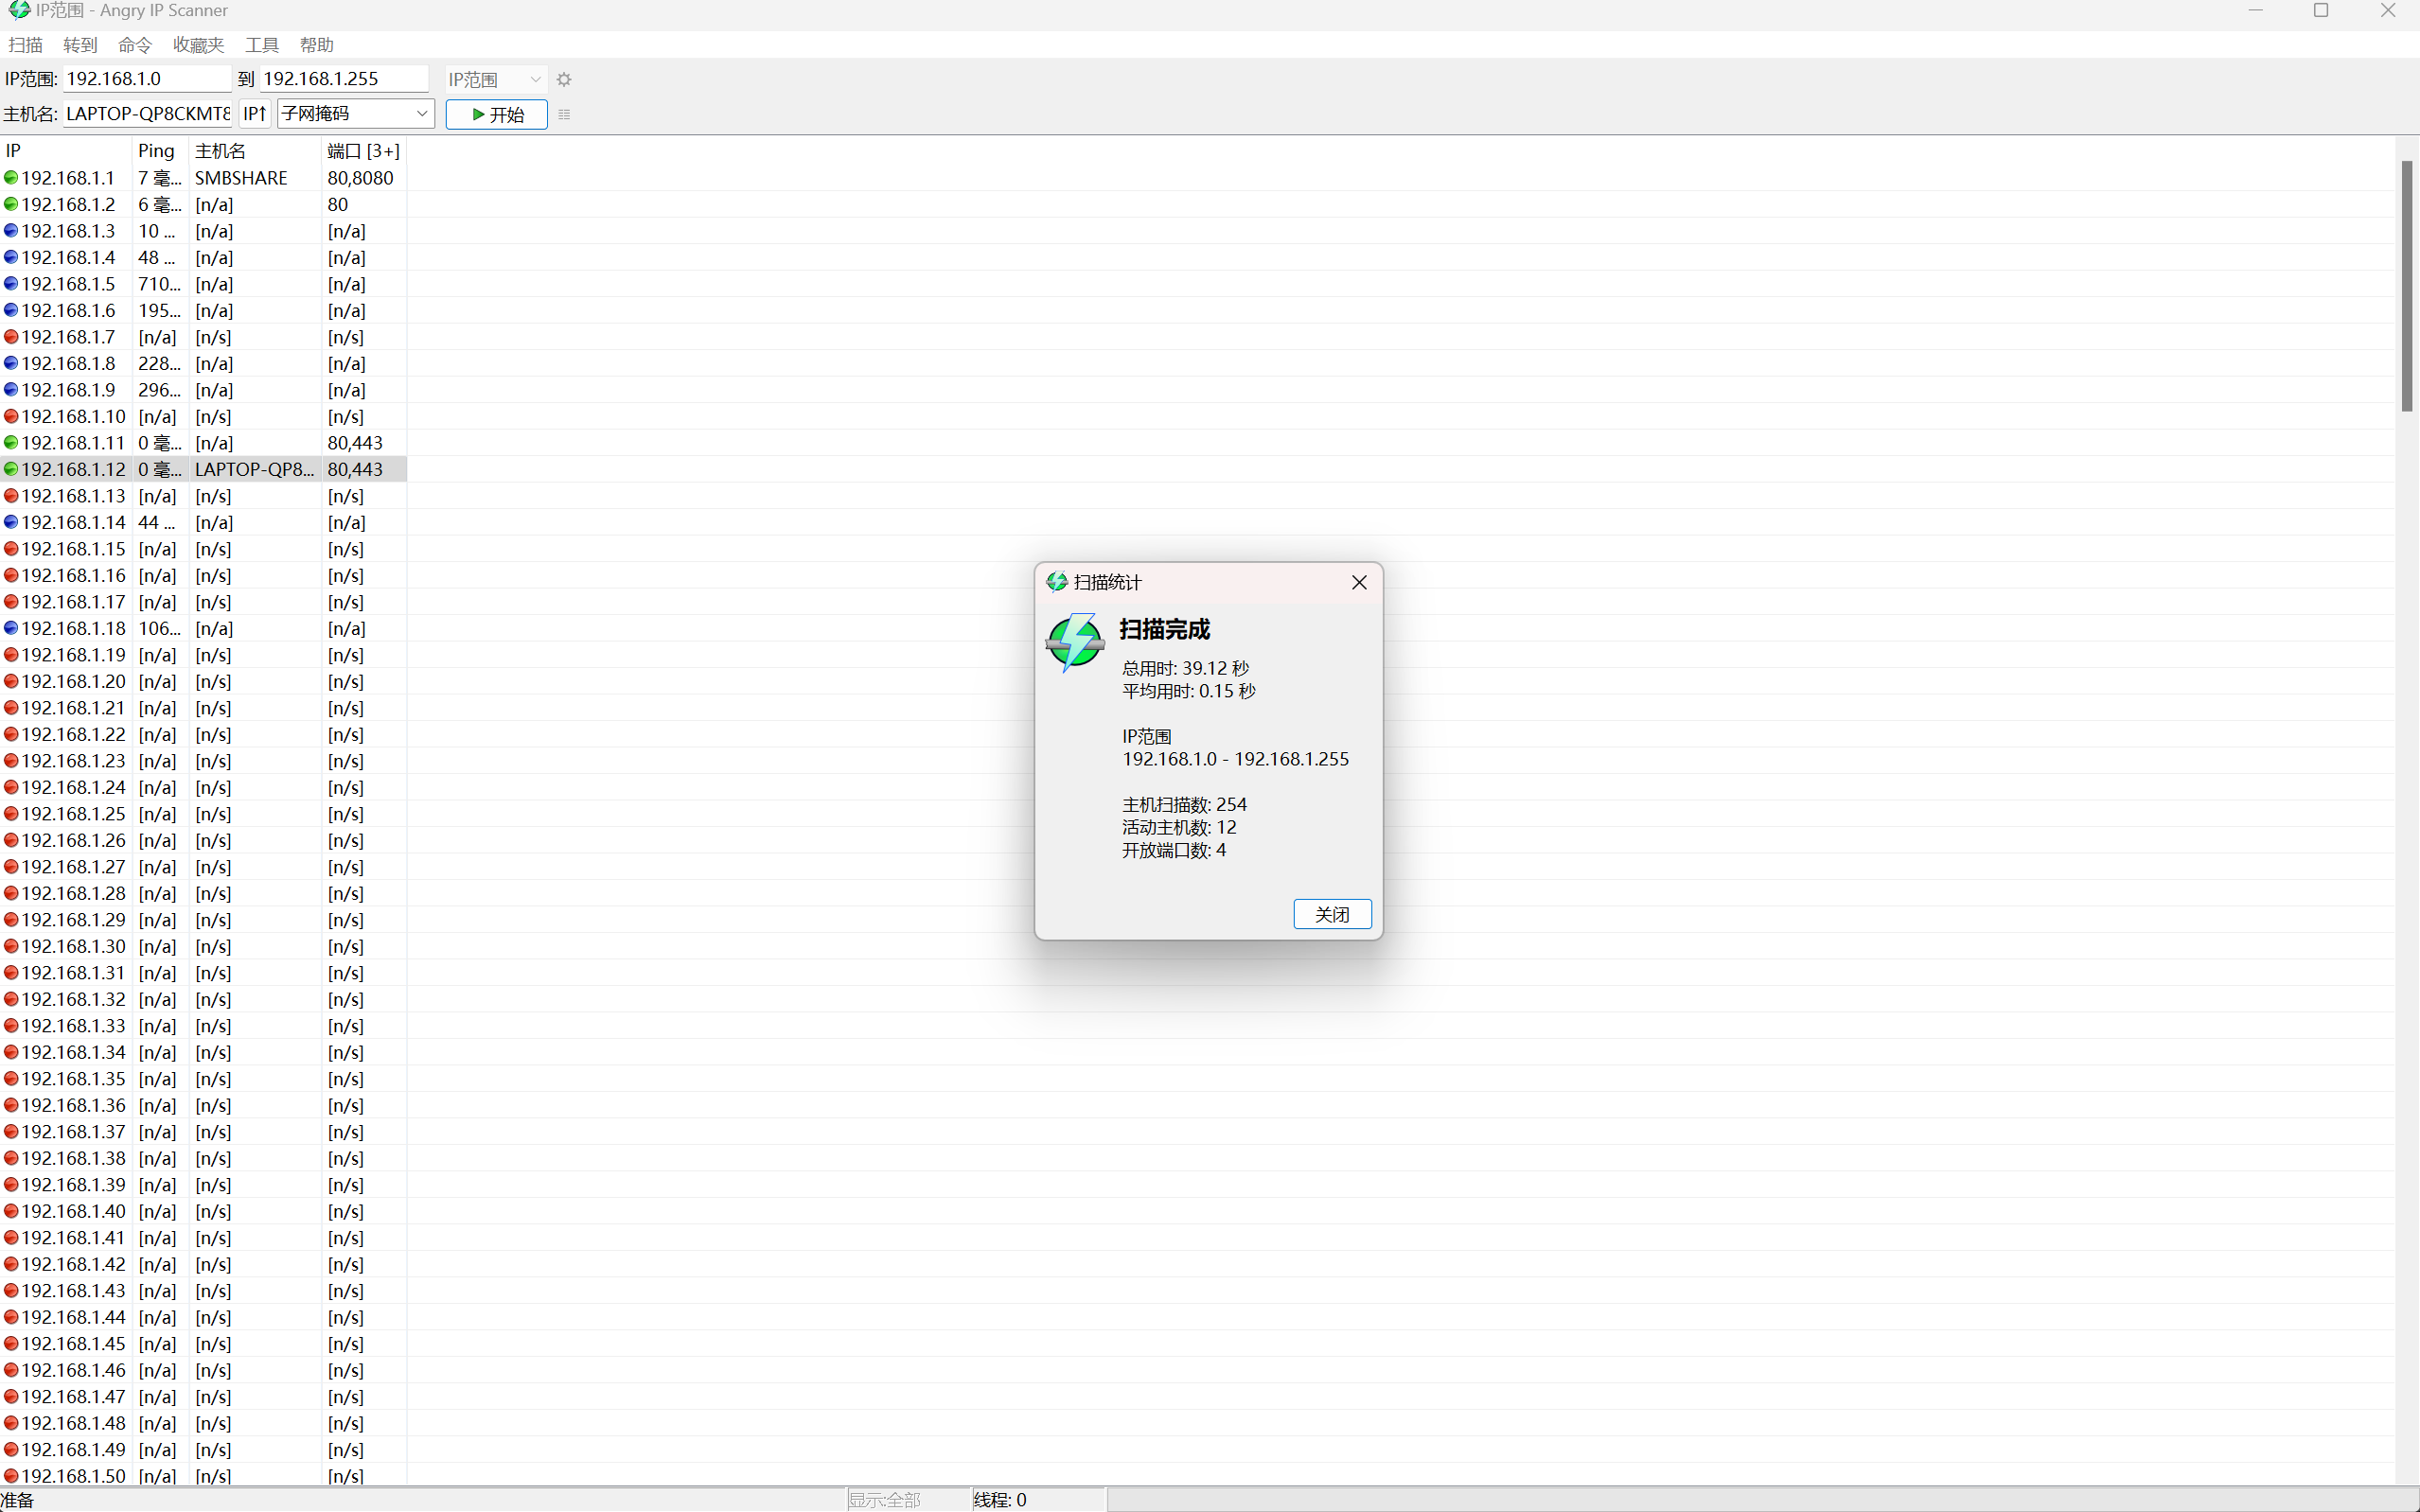 IP范围 - Angry IP Scanner
扫描 转到 命令 收藏夹 工具 帮助
IP范围: 192.168.1.0 到 192.168.1.255 IP范围
主机名: LAPTOP-QP8CKMT8 IP↑ 子网掩码 开始
IP Ping 主机名 端口 [3+]
192.168.1.1 7 毫... SMBSHARE 80,8080
192.168.1.2 6 毫... [n/a] 80
192.168.1.3 10 ... [n/a] [n/a]
192.168.1.4 48 ... [n/a] [n/a]
192.168.1.5 710... [n/a] [n/a]
192.168.1.6 195... [n/a] [n/a]
192.168.1.7 [n/a] [n/s] [n/s]
192.168.1.8 228... [n/a] [n/a]
192.168.1.9 296... [n/a] [n/a]
192.168.1.10 [n/a] [n/s] [n/s]
192.168.1.11 0 毫... [n/a] 80,443
192.168.1.12 0 毫... LAPTOP-QP8... 80,443
192.168.1.13 [n/a] [n/s] [n/s]
192.168.1.14 44 ... [n/a] [n/a]
192.168.1.15 [n/a] [n/s] [n/s]
192.168.1.16 [n/a] [n/s] [n/s]
192.168.1.17 [n/a] [n/s] [n/s]
192.168.1.18 106... [n/a] [n/a]
192.168.1.19 [n/a] [n/s] [n/s]
192.168.1.20 [n/a] [n/s] [n/s]
192.168.1.21 [n/a] [n/s] [n/s]
192.168.1.22 [n/a] [n/s] [n/s]
192.168.1.23 [n/a] [n/s] [n/s]
192.168.1.24 [n/a] [n/s] [n/s]
192.168.1.25 [n/a] [n/s] [n/s]
192.168.1.26 [n/a] [n/s] [n/s]
192.168.1.27 [n/a] [n/s] [n/s]
192.168.1.28 [n/a] [n/s] [n/s]
192.168.1.29 [n/a] [n/s] [n/s]
192.168.1.30 [n/a] [n/s] [n/s]
192.168.1.31 [n/a] [n/s] [n/s]
192.168.1.32 [n/a] [n/s] [n/s]
192.168.1.33 [n/a] [n/s] [n/s]
192.168.1.34 [n/a] [n/s] [n/s]
192.168.1.35 [n/a] [n/s] [n/s]
192.168.1.36 [n/a] [n/s] [n/s]
192.168.1.37 [n/a] [n/s] [n/s]
192.168.1.38 [n/a] [n/s] [n/s]
192.168.1.39 [n/a] [n/s] [n/s]
192.168.1.40 [n/a] [n/s] [n/s]
192.168.1.41 [n/a] [n/s] [n/s]
192.168.1.42 [n/a] [n/s] [n/s]
192.168.1.43 [n/a] [n/s] [n/s]
192.168.1.44 [n/a] [n/s] [n/s]
192.168.1.45 [n/a] [n/s] [n/s]
192.168.1.46 [n/a] [n/s] [n/s]
192.168.1.47 [n/a] [n/s] [n/s]
192.168.1.48 [n/a] [n/s] [n/s]
192.168.1.49 [n/a] [n/s] [n/s]
192.168.1.50 [n/a] [n/s] [n/s]
扫描统计
扫描完成
总用时: 39.12 秒
平均用时: 0.15 秒
IP范围
192.168.1.0 - 192.168.1.255
主机扫描数: 254
活动主机数: 12
开放端口数: 4
关闭
准备 显示:全部 线程: 0